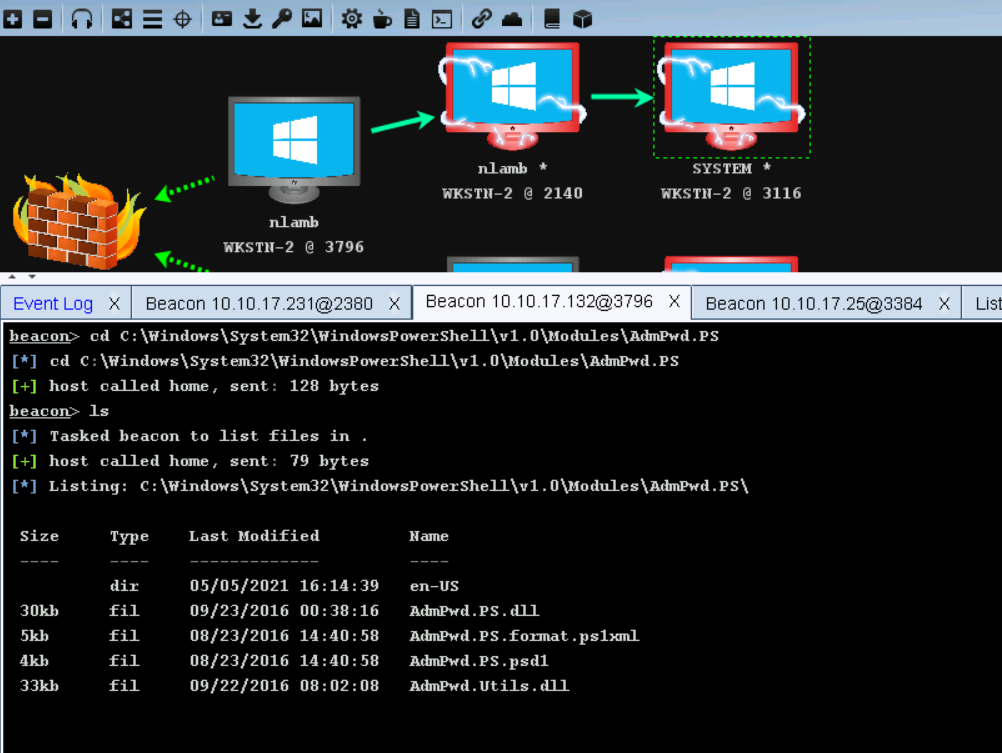 nlamb *
WKSTN-2 @ 2140
SYSTEM *
WKSTN-2 @ 3116
nlamb
WKSTN-2 @ 3796
Event Log X Beacon 10.10.17.231@2380 X Beacon 10.10.17.132@3796 X Beacon 10.10.17.25@3384 X List
beacon> cd C:\Windows\System32\WindowsPowerShell\v1.0\Modules\AdmPwd.PS
[*] cd C:\Windows\System32\WindowsPowerShell\v1.0\Modules\AdmPwd.PS
[+] host called home, sent: 128 bytes
beacon> ls
[*] Tasked beacon to list files in .
[+] host called home, sent: 79 bytes
[*] Listing: C:\Windows\System32\WindowsPowerShell\v1.0\Modules\AdmPwd.PS\
Size Type Last Modified Name
---- ---- ------------- ----
dir 05/05/2021 16:14:39 en-US
30kb fil 09/23/2016 00:38:16 AdmPwd.PS.dll
5kb fil 08/23/2016 14:40:58 AdmPwd.PS.format.ps1xml
4kb fil 08/23/2016 14:40:58 AdmPwd.PS.psd1
33kb fil 09/22/2016 08:02:08 AdmPwd.Utils.dll